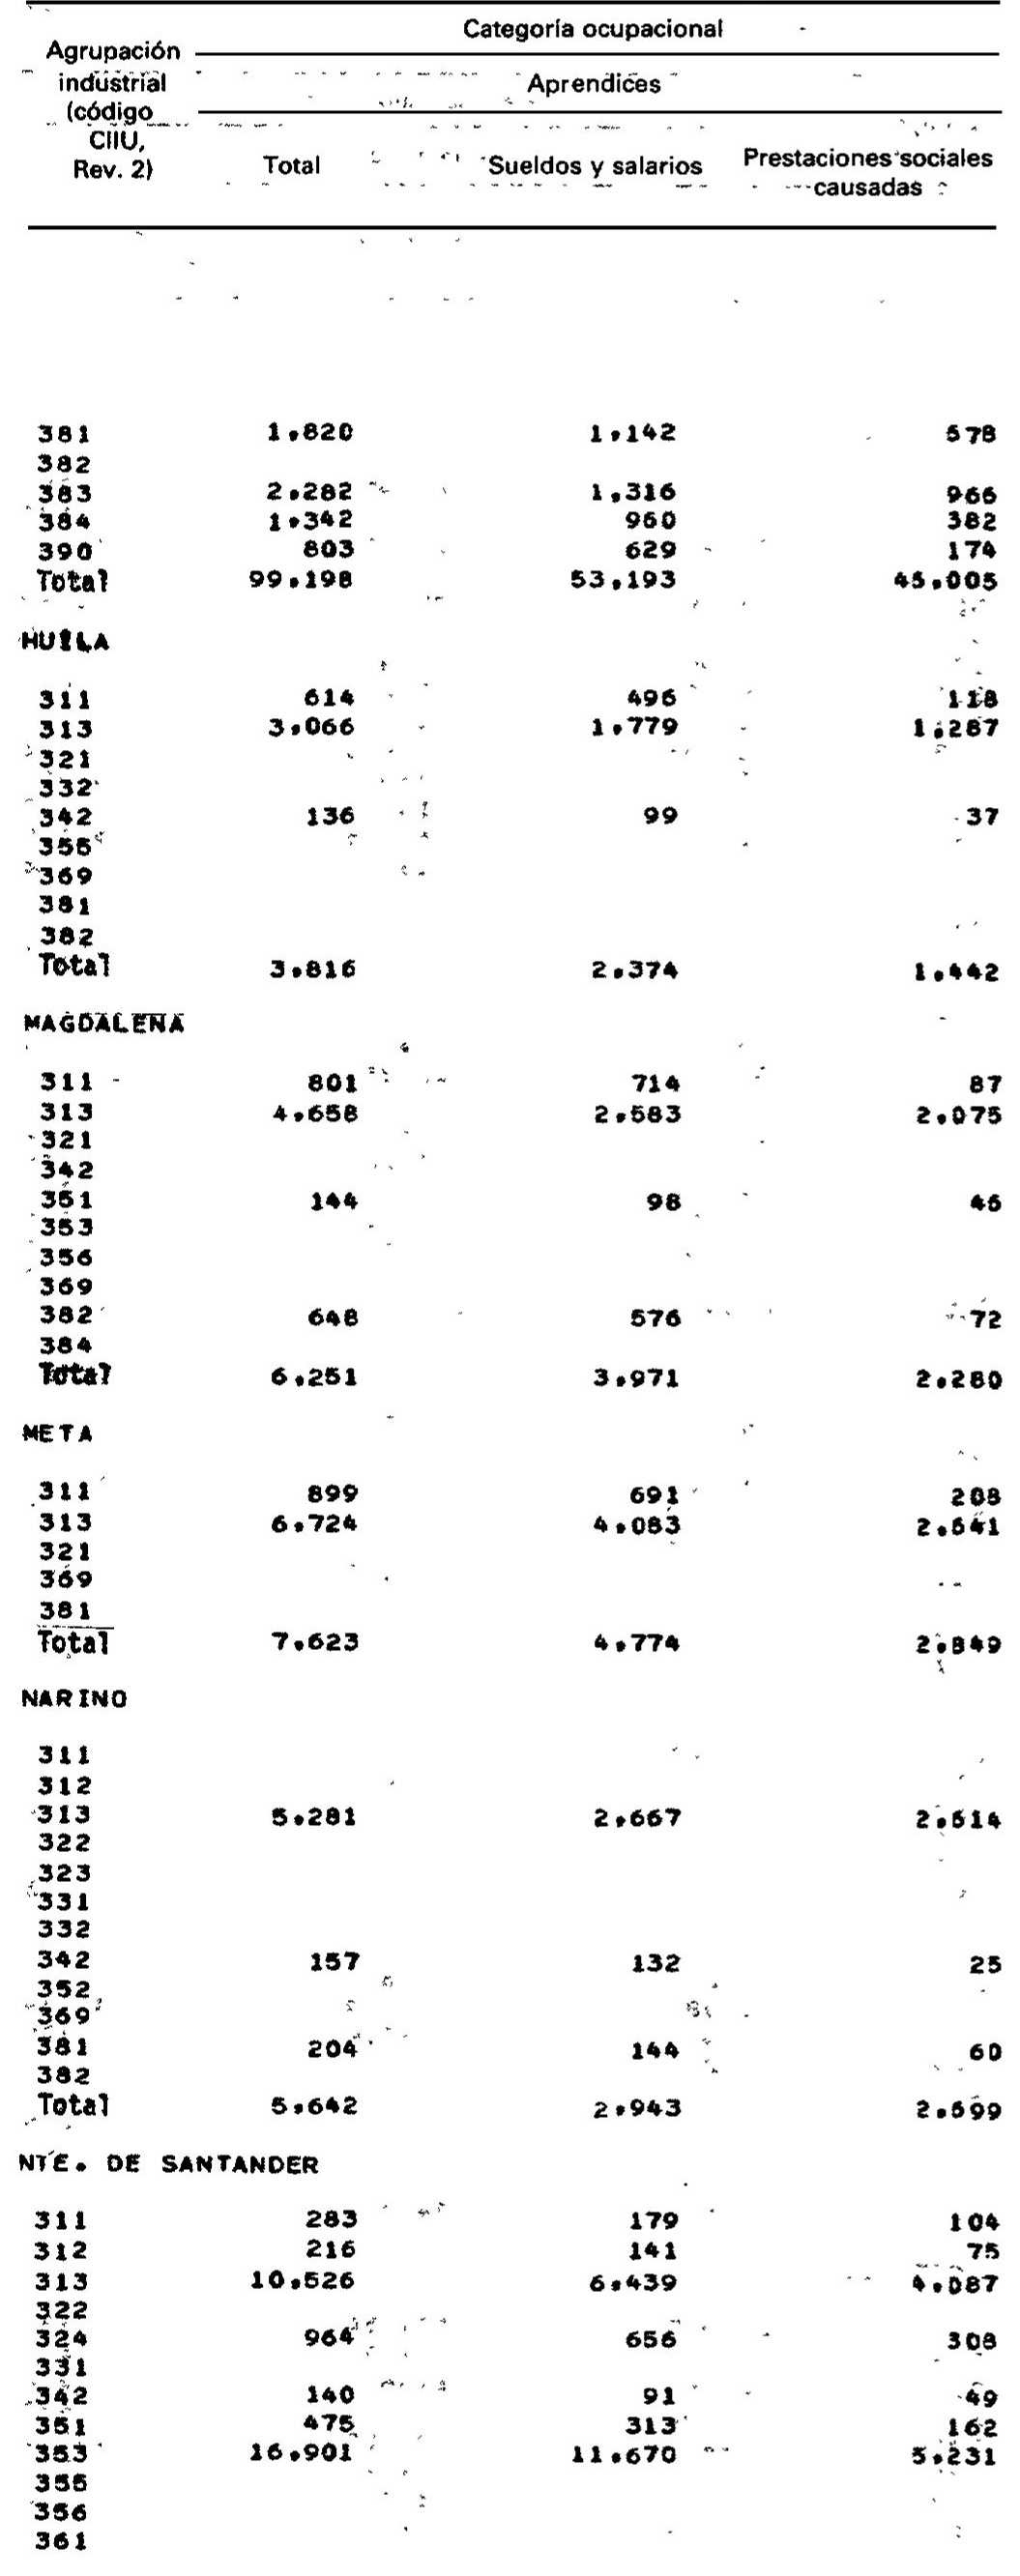 Categoría ocupacional
Agrupación industrial (código CIIU, Rev. 2)
Aprendices
Total Sueldos y salarios Prestaciones sociales causadas
381 1.820 1.142 678
382
383 2.282 1.316 966
384 1.342 960 382
390 803 629 174
Total 99.198 53.193 46.005
HUILA
311 614 496 118
313 3.066 1.779 1.287
321
332
342 136 99 37
356
369
381
382
Total 3.816 2.374 1.442
MAGDALENA
311 801 714 87
313 4.658 2.583 2.075
321
342
351 144 98 46
353
356
369
382 648 576 72
384
Total 6.251 3.971 2.280
META
311 899 691 208
313 6.724 4.083 2.641
321
369
381
Total 7.623 4.774 2.849
NARINO
311
312
313 5.281 2.667 2.614
322
323
331
332
342 157 132 25
352
369
381 204 144 60
382
Total 5.642 2.943 2.699
NTE. DE SANTANDER
311 283 179 104
312 216 141 75
313 10.526 6.439 4.087
322
324 964 656 308
331
342 140 91 49
351 475 313 162
353 16.901 11.670 5.231
355
356
361